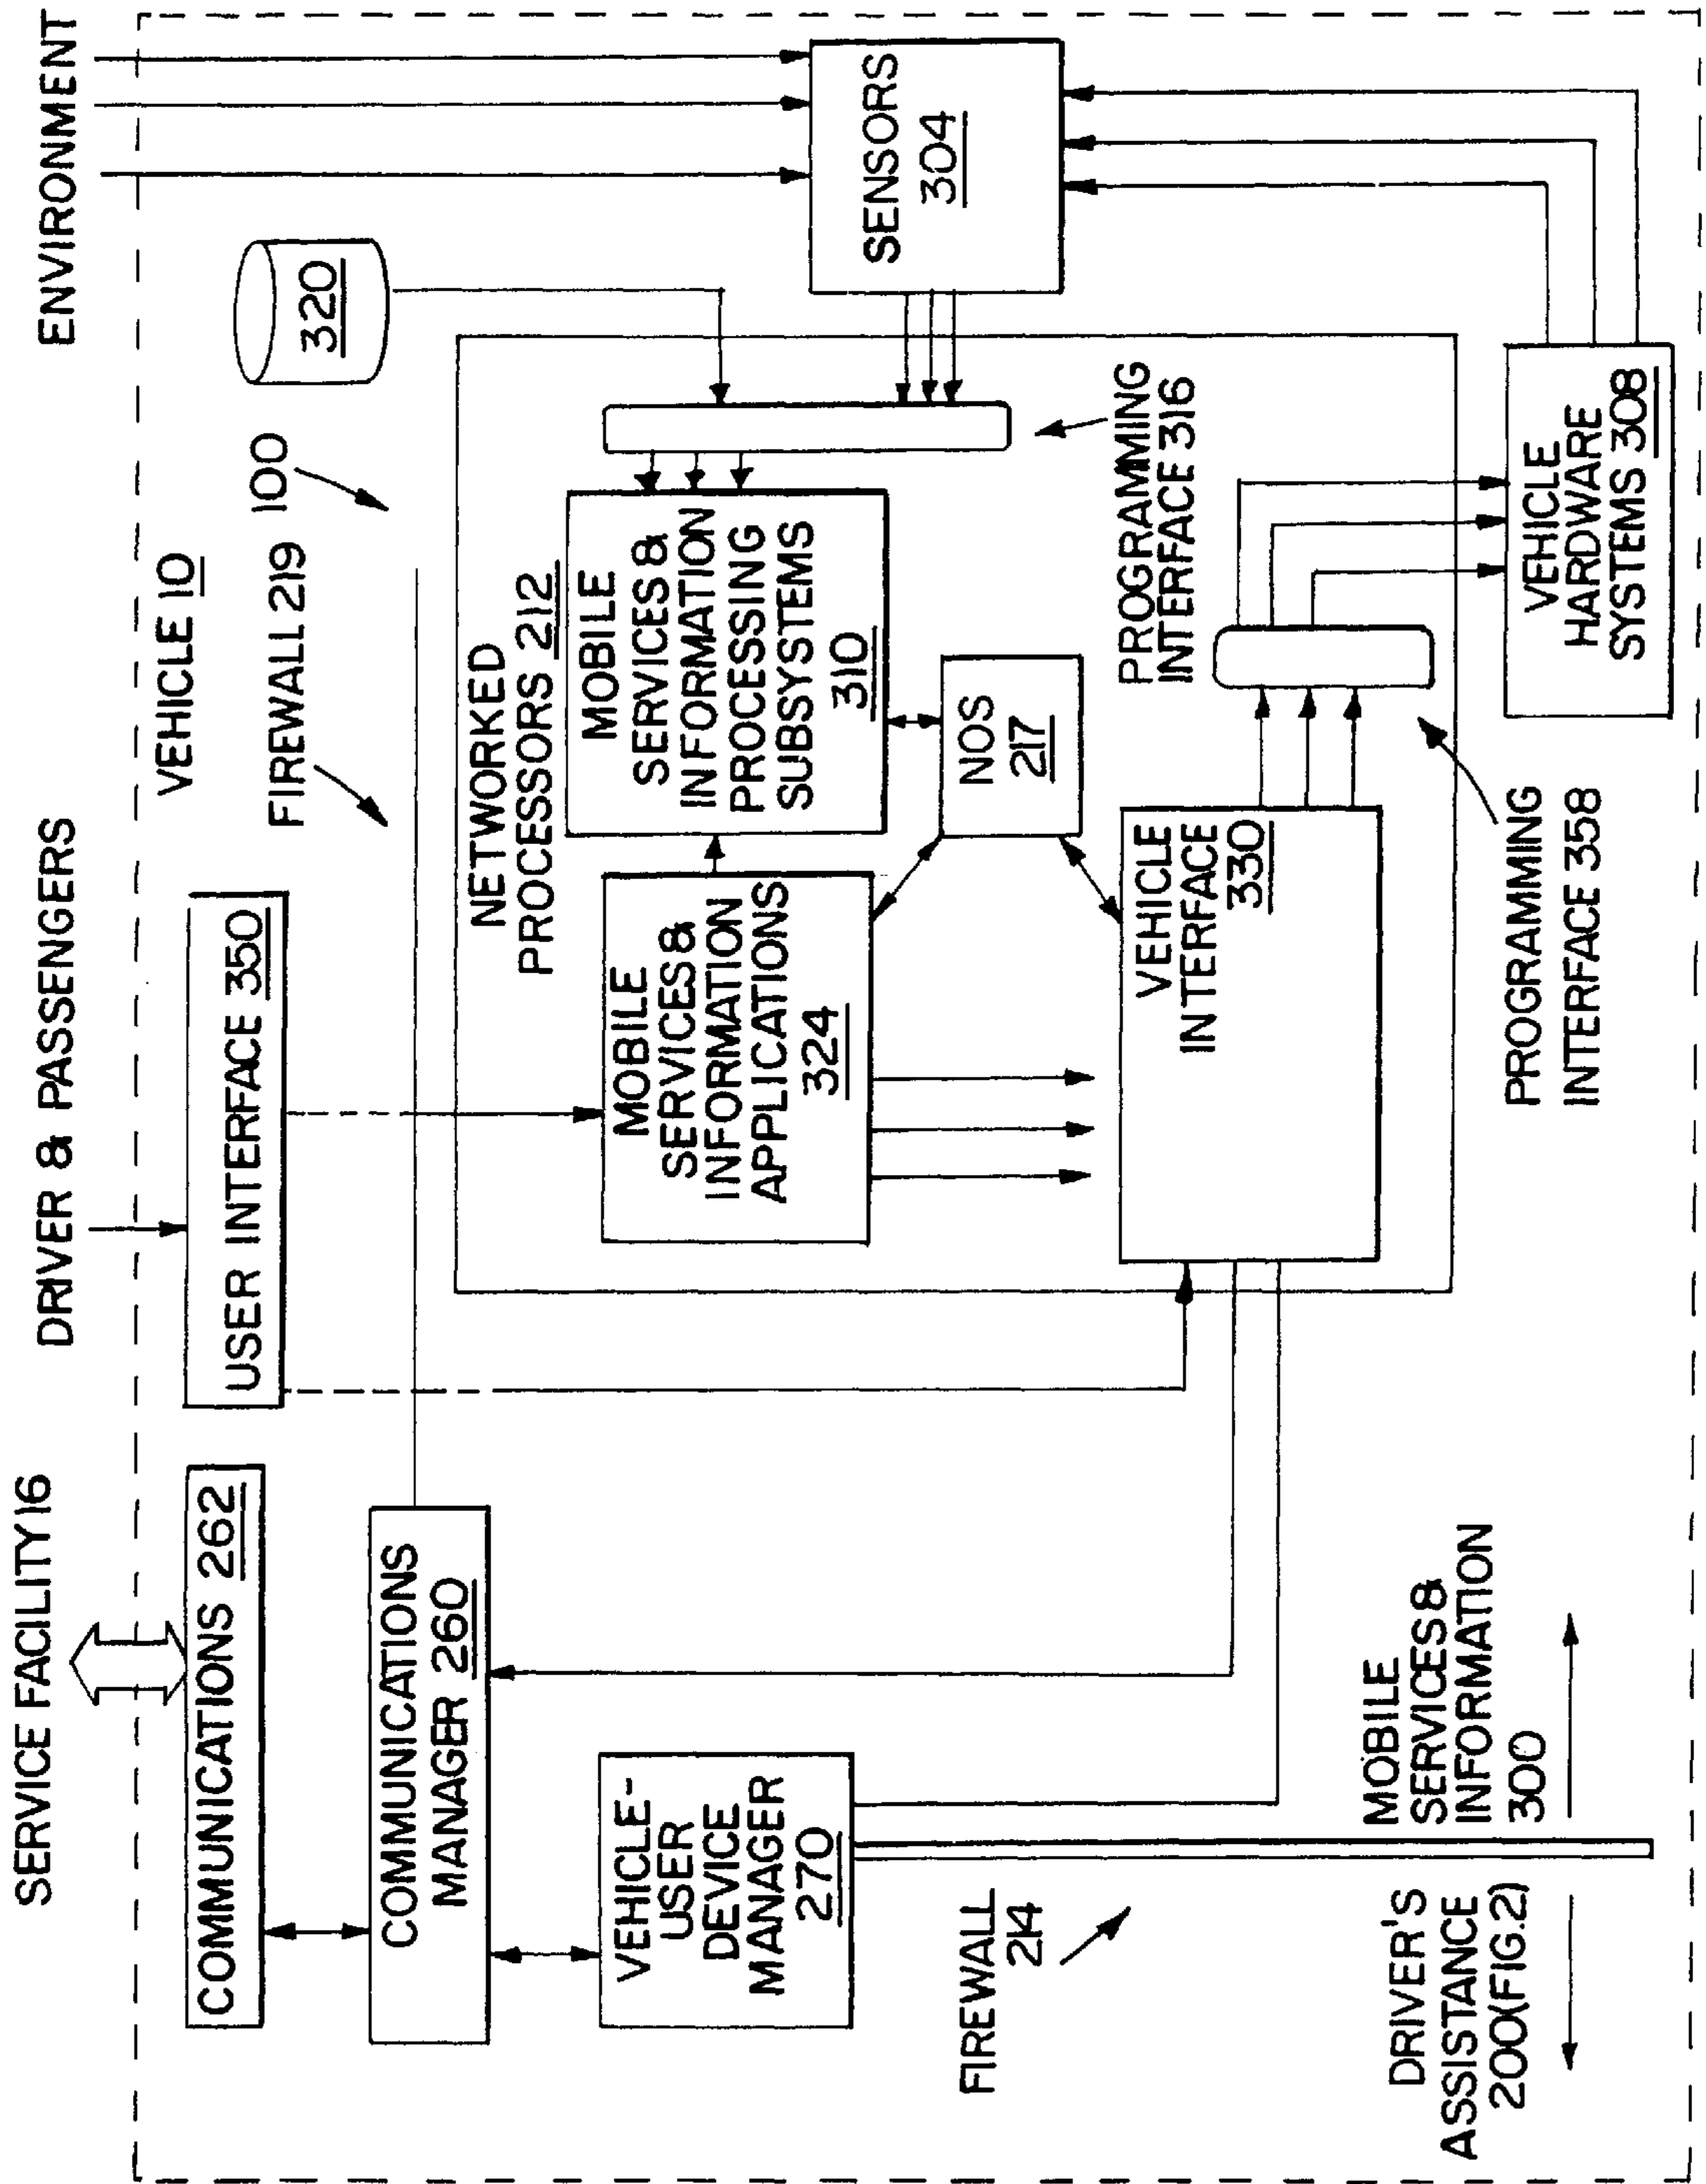 SERVICE FACILITY 16
DRIVER & PASSENGERS
ENVIRONMENT
VEHICLE 10
COMMUNICATIONS 262
USER INTERFACE 350
FIREWALL 219
100
320
COMMUNICATIONS
MANAGER 260
NETWORKED
PROCESSORS 212
VEHICLE-
USER
DEVICE
MANAGER
270
MOBILE
SERVICES &
INFORMATION
APPLICATIONS
324
MOBILE
SERVICES &
INFORMATION
PROCESSING
SUBSYSTEMS
310
SENSORS
304
NOS
217
PROGRAMING
INTERFACE 316
FIREWALL
214
VEHICLE
INTERFACE
330
DRIVER'S
ASSISTANCE
200(FIG.2)
MOBILE
SERVICES &
INFORMATION
300
PROGRAMMING
INTERFACE 358
VEHICLE
HARDWARE
SYSTEMS 308